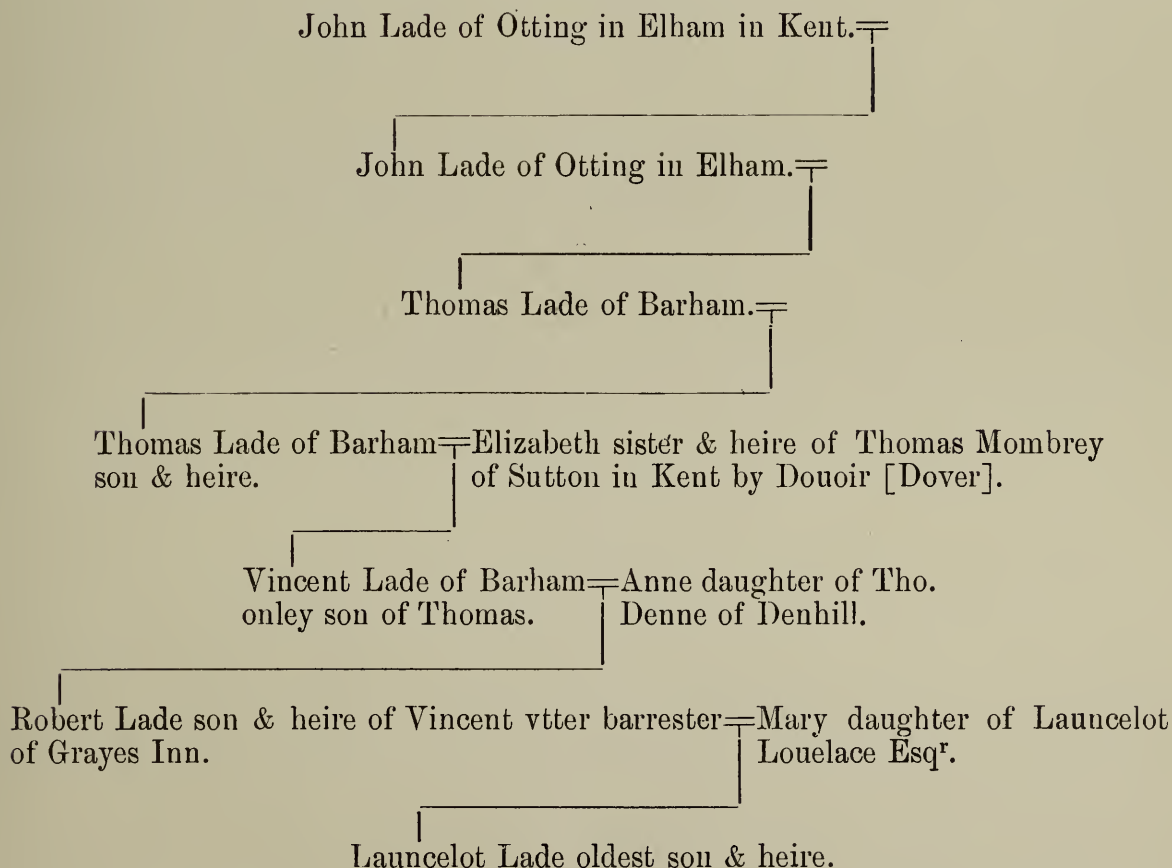 John Lade of Otting in Elham in Kent.
John Lade of Otting in Elham.
Thomas Lade of Barham.
Thomas Lade of Barham Elizabeth sister & heire of Thomas Mombrey
son & heire. of Sutton in Kent by Douoir [Dover].
Vincent Lade of Barham Anne daughter of Tho.
onley son of Thomas. Denne of Denhill.
Robert Lade son & heire of Vincent vtter barrester Mary daughter of Launcelot
of Grayes Inn. Louelace Esqʳ.
Launcelot Lade oldest son & heire.